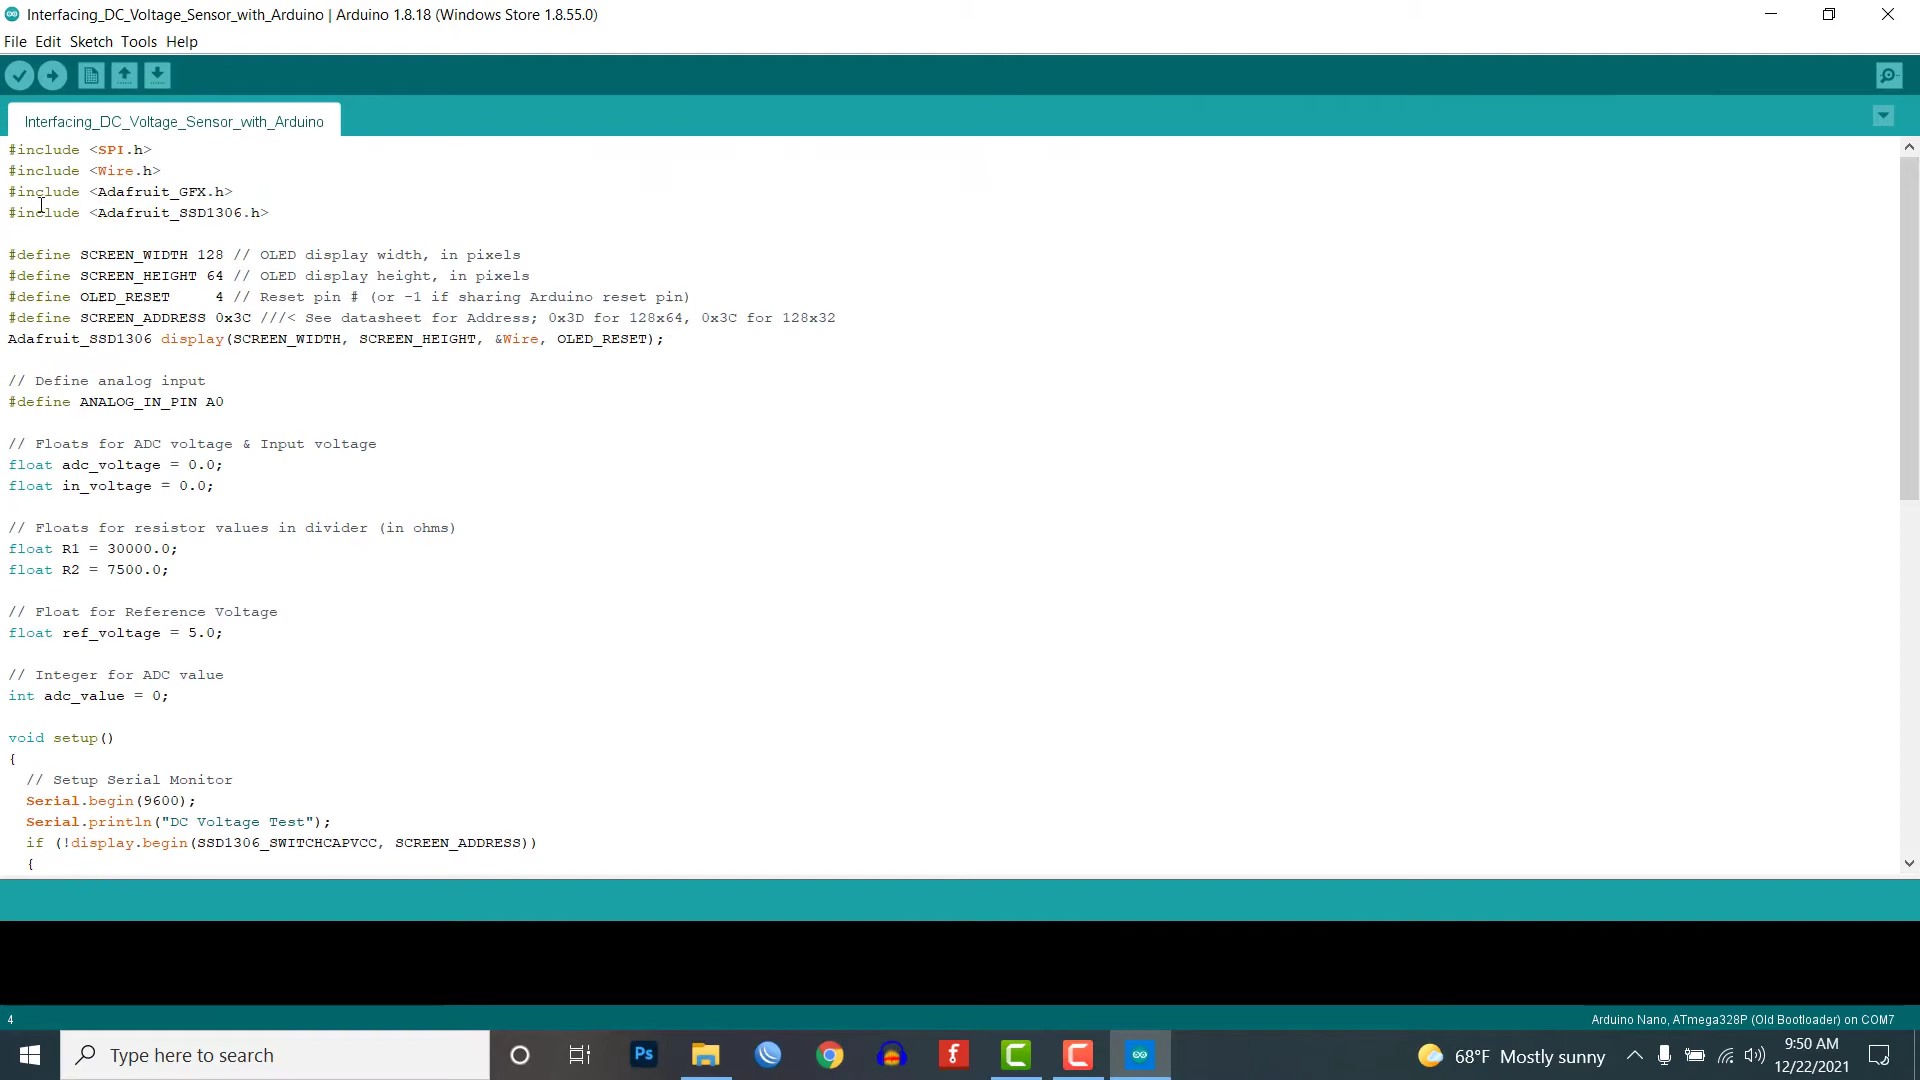 Interfacing_DC_Voltage_Sensor_with_Arduino | Arduino 1.8.18 (Windows Store 1.8.55.0)
File Edit Sketch Tools Help
Interfacing_DC_Voltage_Sensor_with_Arduino
#include <SPI.h>
#include <Wire.h>
#include <Adafruit_GFX.h>
#include <Adafruit_SSD1306.h>
#define SCREEN_WIDTH 128 // OLED display width, in pixels
#define SCREEN_HEIGHT 64 // OLED display height, in pixels
#define OLED_RESET     4 // Reset pin # (or -1 if sharing Arduino reset pin)
#define SCREEN_ADDRESS 0x3C ///< See datasheet for Address; 0x3D for 128x64, 0x3C for 128x32
Adafruit_SSD1306 display(SCREEN_WIDTH, SCREEN_HEIGHT, &Wire, OLED_RESET);
// Define analog input
#define ANALOG_IN_PIN A0
// Floats for ADC voltage & Input voltage
float adc_voltage = 0.0;
float in_voltage = 0.0;
// Floats for resistor values in divider (in ohms)
float R1 = 30000.0;
float R2 = 7500.0;
// Float for Reference Voltage
float ref_voltage = 5.0;
// Integer for ADC value
int adc_value = 0;
void setup()
{
// Setup Serial Monitor
Serial.begin(9600);
Serial.println("DC Voltage Test");
if (!display.begin(SSD1306_SWITCHCAPVCC, SCREEN_ADDRESS))
{
4
Arduino Nano, ATmega328P (Old Bootloader) on COM7
Type here to search
Ps
68°F Mostly sunny
9:50 AM
12/22/2021